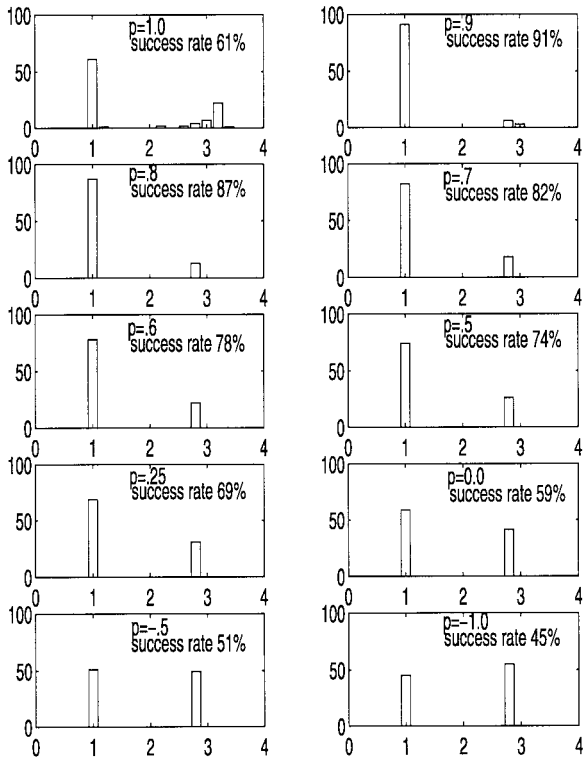 p=1.0
success rate 61%
100
50
0
0 1 2 3 4
p=.9
success rate 91%
100
50
0
0 1 2 3 4
p=.8
success rate 87%
100
50
0
0 1 2 3 4
p=.7
success rate 82%
100
50
0
0 1 2 3 4
p=.6
success rate 78%
100
50
0
0 1 2 3 4
p=.5
success rate 74%
100
50
0
0 1 2 3 4
p=.25
success rate 69%
100
50
0
0 1 2 3 4
p=0.0
success rate 59%
100
50
0
0 1 2 3 4
p=-.5
success rate 51%
100
50
0
0 1 2 3 4
p=-1.0
success rate 45%
100
50
0
0 1 2 3 4